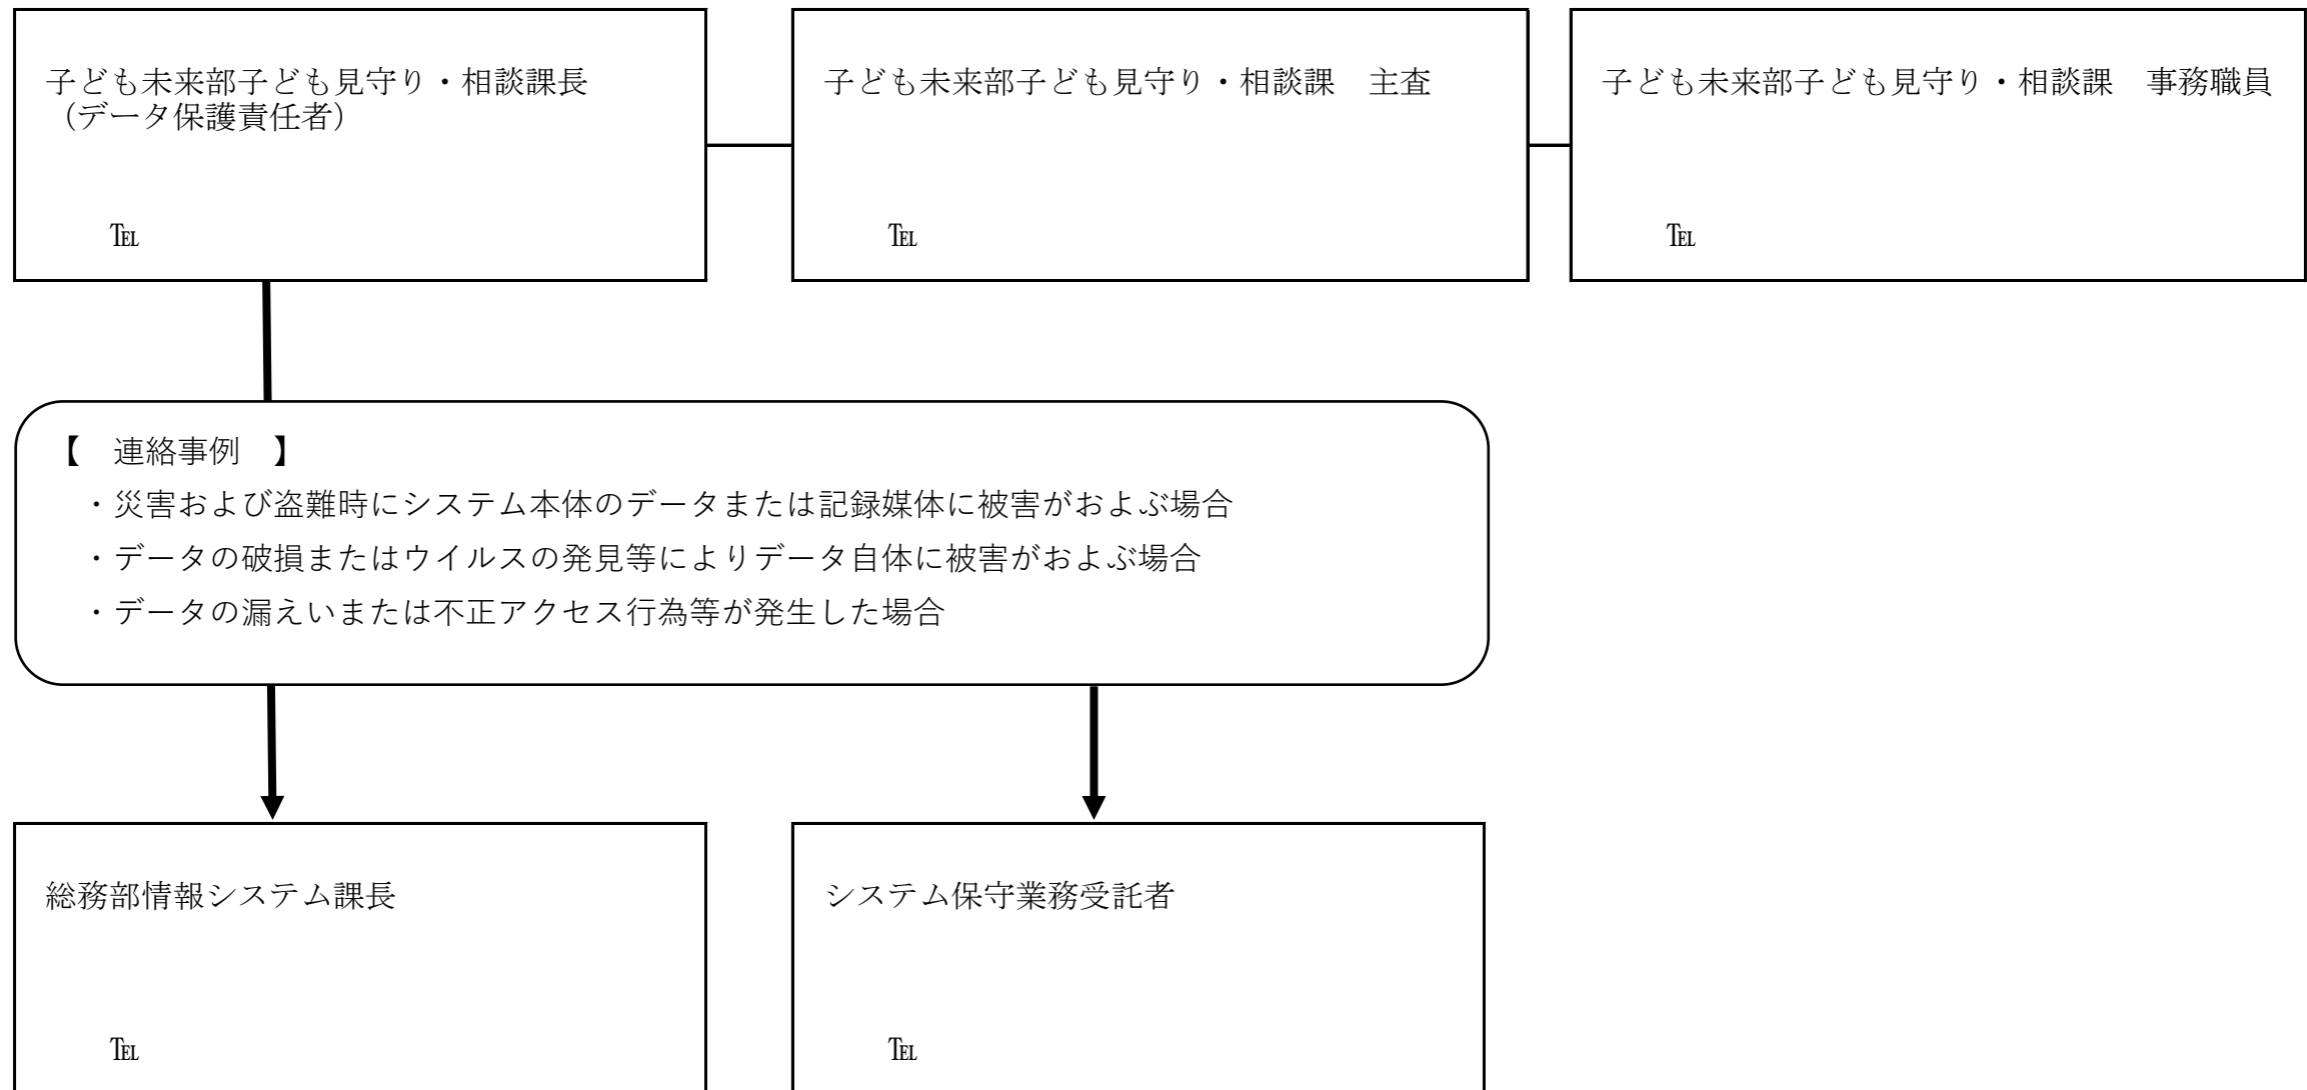 子ども未来部子ども見守り・相談課長
（データ保護責任者）
℡
子ども未来部子ども見守り・相談課　主査
℡
子ども未来部子ども見守り・相談課　事務職員
℡
【　連絡事例　】
・災害および盗難時にシステム本体のデータまたは記録媒体に被害がおよぶ場合
・データの破損またはウイルスの発見等によりデータ自体に被害がおよぶ場合
・データの漏えいまたは不正アクセス行為等が発生した場合
総務部情報システム課長
℡
システム保守業務受託者
℡